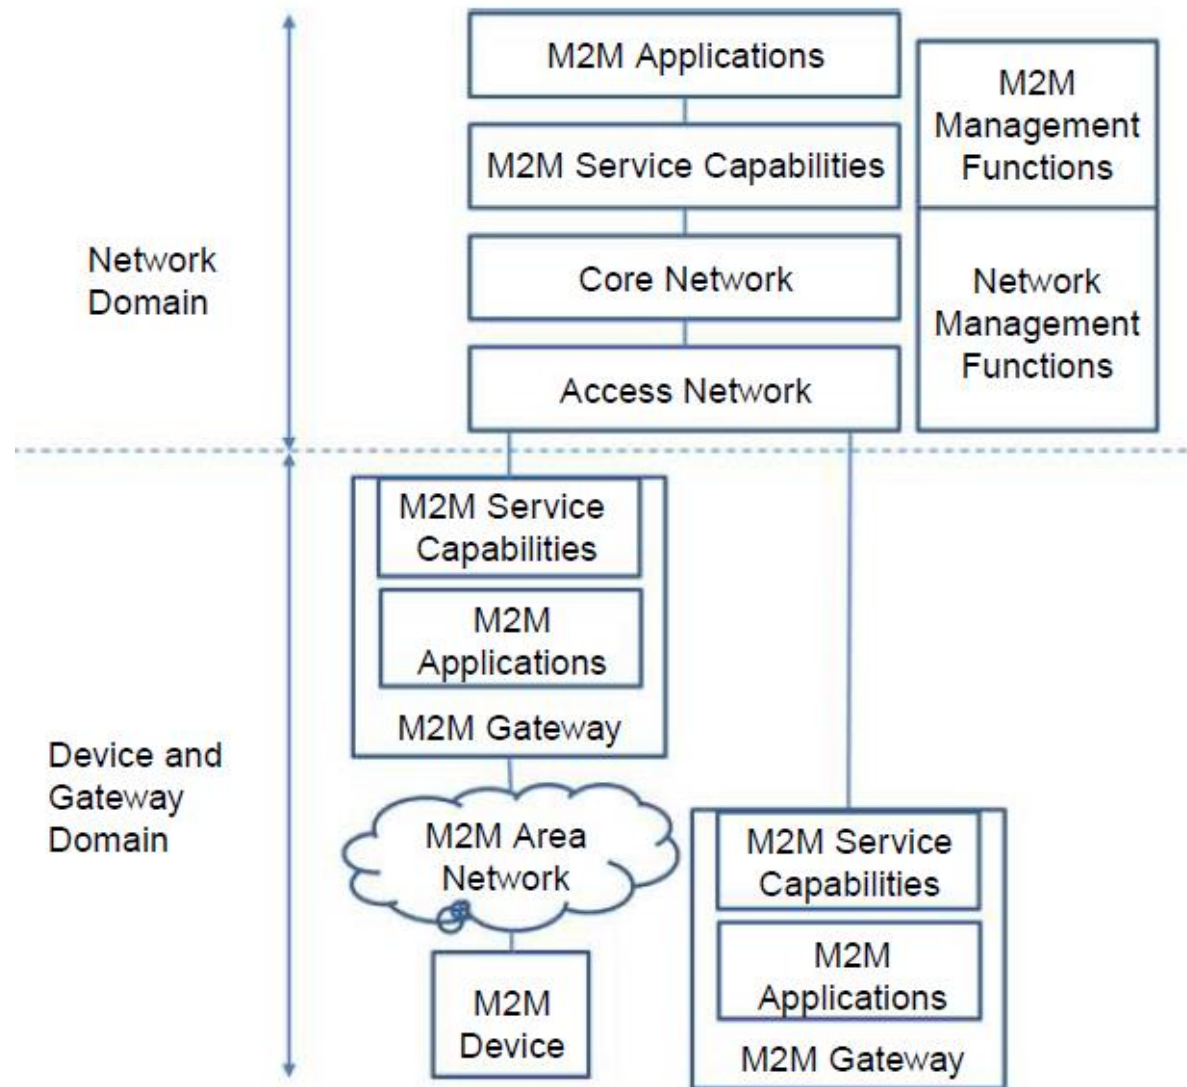 M2M Applications
M2M
Management
Functions
M2M Service Capabilities
Network
Domain
Core Network
Network
Management
Functions
Access Network
M2M Service
Capabilities
M2M
Applications
M2M Gateway
Device and
Gateway
Domain
M2M Area
Network
M2M Service
Capabilities
M2M
Applications
M2M
Device
M2M Gateway